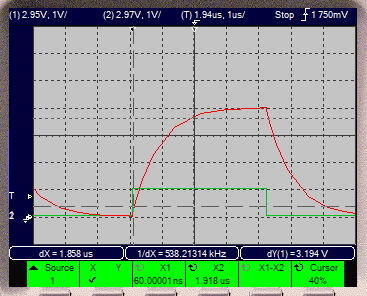 (1) 2.95V, 1V/ (2) 2.97V, 1V/ (T) 1.94us, 1us/ Stop 1 750mV
T
2
dX = 1.858 us 1/dX = 538.21314 kHz dY(1) = 3.194 V
Source X Y X1 X2 X1-X2 Cursor
1 ✓ 60.00001ns 1.918 us 40%